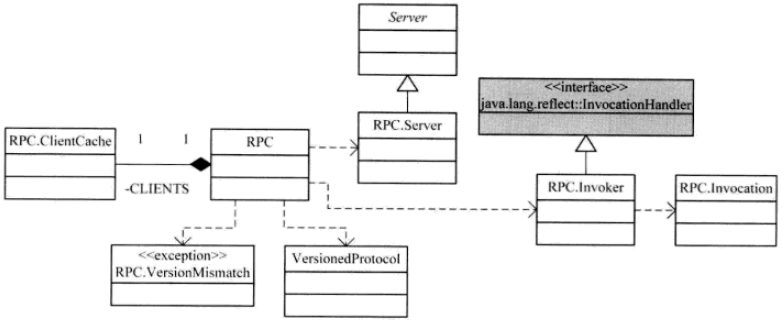 Server
<<interface>>
java.lang.reflect::InvocationHandler
RPC.ClientCache
1
1
RPC
RPC.Server
-CLIENTS
RPC.Invoker
RPC.Invocation
<<exception>>
RPC.VersionMismatch
VersionedProtocol